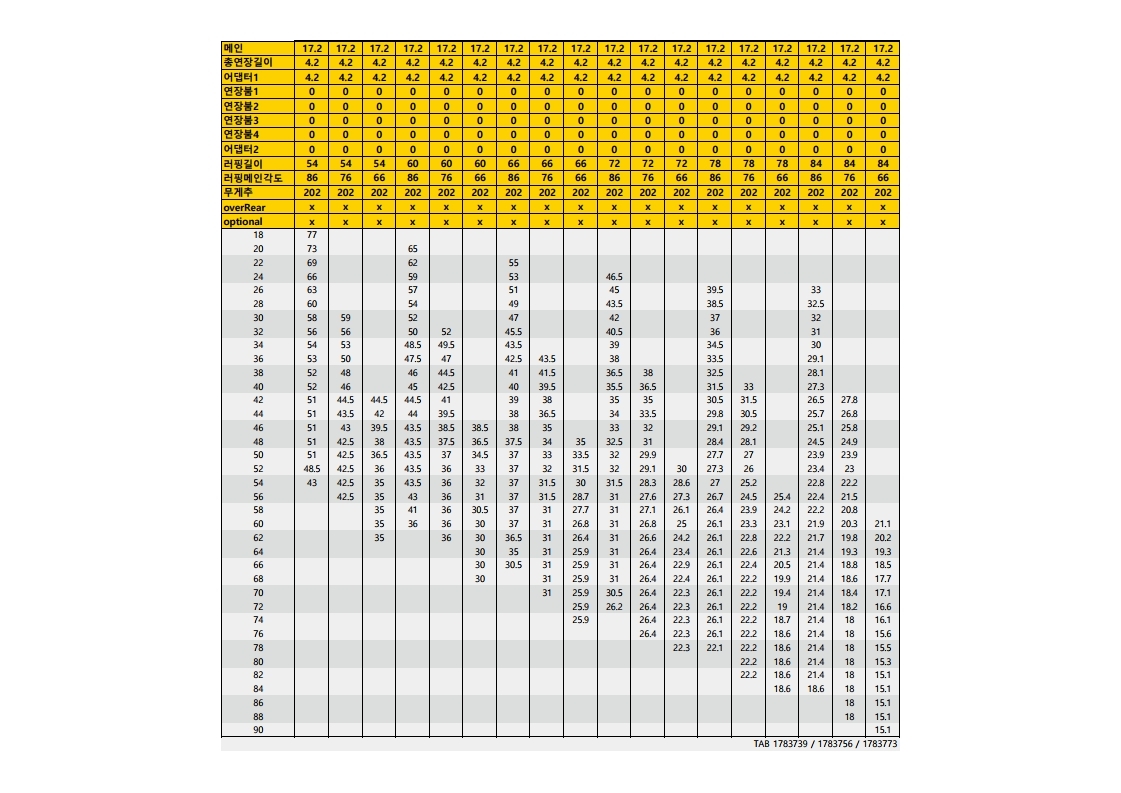 메인 17.2 17.2 17.2 17.2 17.2 17.2 17.2 17.2 17.2 17.2 17.2 17.2 17.2 17.2 17.2 17.2 17.2 17.2
총연장길이 4.2 4.2 4.2 4.2 4.2 4.2 4.2 4.2 4.2 4.2 4.2 4.2 4.2 4.2 4.2 4.2 4.2 4.2
어댑터1 4.2 4.2 4.2 4.2 4.2 4.2 4.2 4.2 4.2 4.2 4.2 4.2 4.2 4.2 4.2 4.2 4.2 4.2
연장붐1 0 0 0 0 0 0 0 0 0 0 0 0 0 0 0 0 0 0
연장붐2 0 0 0 0 0 0 0 0 0 0 0 0 0 0 0 0 0 0
연장붐3 0 0 0 0 0 0 0 0 0 0 0 0 0 0 0 0 0 0
연장붐4 0 0 0 0 0 0 0 0 0 0 0 0 0 0 0 0 0 0
어댑터2 0 0 0 0 0 0 0 0 0 0 0 0 0 0 0 0 0 0
러핑길이 54 54 54 60 60 60 66 66 66 72 72 72 78 78 78 84 84 84
러핑메인각도 86 76 66 86 76 66 86 76 66 86 76 66 86 76 66 86 76 66
무게추 202 202 202 202 202 202 202 202 202 202 202 202 202 202 202 202 202 202
overRear x x x x x x x x x x x x x x x x x x
optional x x x x x x x x x x x x x x x x x x
18 77
20 73 65
22 69 62 55
24 66 59 53 46.5
26 63 57 51 45 39.5 33
28 60 54 49 43.5 38.5 32.5
30 58 59 52 47 42 37 32
32 56 56 50 52 45.5 40.5 36 31
34 54 53 48.5 49.5 43.5 39 34.5 30
36 53 50 47.5 47 42.5 43.5 38 33.5 29.1
38 52 48 46 44.5 41 41.5 36.5 38 32.5 28.1
40 52 46 45 42.5 40 39.5 35.5 36.5 31.5 33 27.3
42 51 44.5 44.5 44.5 41 39 38 35 35 30.5 31.5 26.5 27.8
44 51 43.5 42 44 39.5 38 36.5 34 33.5 29.8 30.5 25.7 26.8
46 51 43 39.5 43.5 38.5 38.5 38 35 33 32 29.1 29.2 25.1 25.8
48 51 42.5 38 43.5 37.5 36.5 37.5 34 35 32.5 31 28.4 28.1 24.5 24.9
50 51 42.5 36.5 43.5 37 34.5 37 33 33.5 32 29.9 27.7 27 23.9 23.9
52 48.5 42.5 36 43.5 36 33 37 32 31.5 32 29.1 30 27.3 26 23.4 23
54 43 42.5 35 43.5 36 32 37 31.5 30 31.5 28.3 28.6 27 25.2 22.8 22.2
56 42.5 35 43 36 31 37 31.5 28.7 31 27.6 27.3 26.7 24.5 25.4 22.4 21.5
58 35 41 36 30.5 37 31 27.7 31 27.1 26.1 26.4 23.9 24.2 22.2 20.8
60 35 36 36 30 37 31 26.8 31 26.8 25 26.4 23.3 23.1 21.9 20.3 21.1
62 35 36 30 36.5 31 26.4 31 26.6 24.2 26.1 22.8 22.2 21.7 19.8 20.2
64 30 35 31 25.9 31 26.4 23.4 26.1 22.6 21.3 21.4 19.3 19.3
66 30 30.5 31 25.9 31 26.4 22.9 26.1 22.4 20.5 21.4 18.8 18.5
68 30 31 25.9 31 26.4 22.4 26.1 22.2 19.9 21.4 18.6 17.7
70 31 25.9 30.5 26.4 22.3 26.1 22.2 19.4 21.4 18.4 17.1
72 25.9 26.2 26.4 22.3 26.1 22.2 19 21.4 18.2 16.6
74 25.9 26.4 22.3 26.1 22.2 18.7 21.4 18 16.1
76 26.4 22.3 26.1 22.2 18.6 21.4 18 15.6
78 22.3 22.1 22.2 18.6 21.4 18 15.5
80 22.2 18.6 21.4 18 15.3
82 22.2 18.6 21.4 18 15.1
84 18.6 18.6 18 15.1
86 18 15.1
88 18 15.1
90 15.1
TAB 1783739 / 1783756 / 1783773